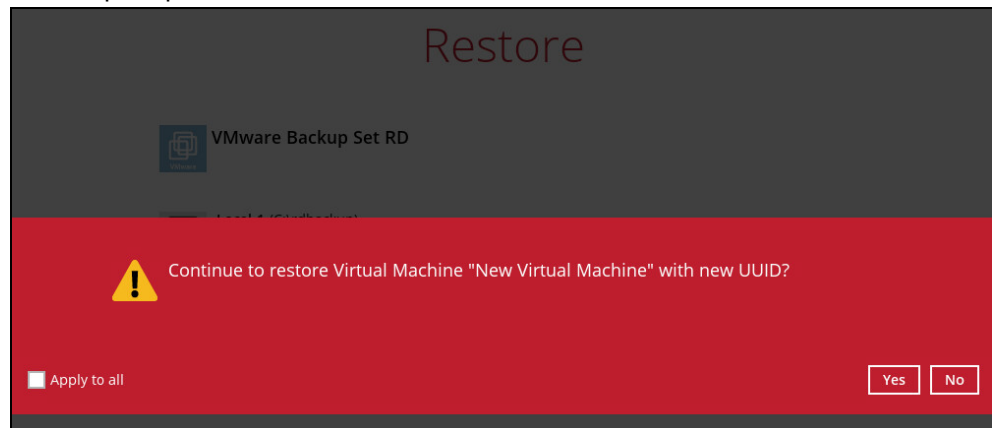 Restore
VMware Backup Set RD
Continue to restore Virtual Machine "New Virtual Machine" with new UUID?
Apply to all
Yes
No